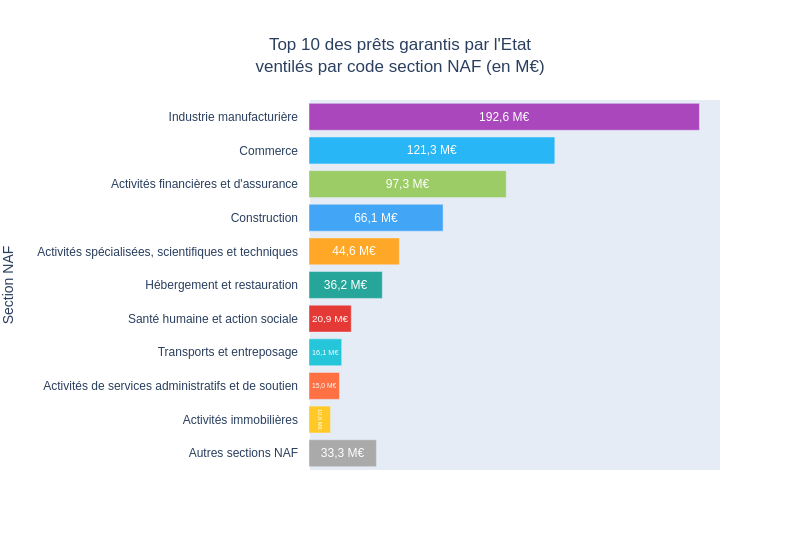 Top 10 des prêts garantis par l'Etat
ventilés par code section NAF (en M€)
Section NAF
Industrie manufacturière 192,6 M€
Commerce 121,3 M€
Activités financières et d'assurance 97,3 M€
Construction 66,1 M€
Activités spécialisées, scientifiques et techniques 44,6 M€
Hébergement et restauration 36,2 M€
Santé humaine et action sociale 20,9 M€
Transports et entreposage 16,1 M€
Activités de services administratifs et de soutien 15,0 M€
Activités immobilières
Autres sections NAF 33,3 M€